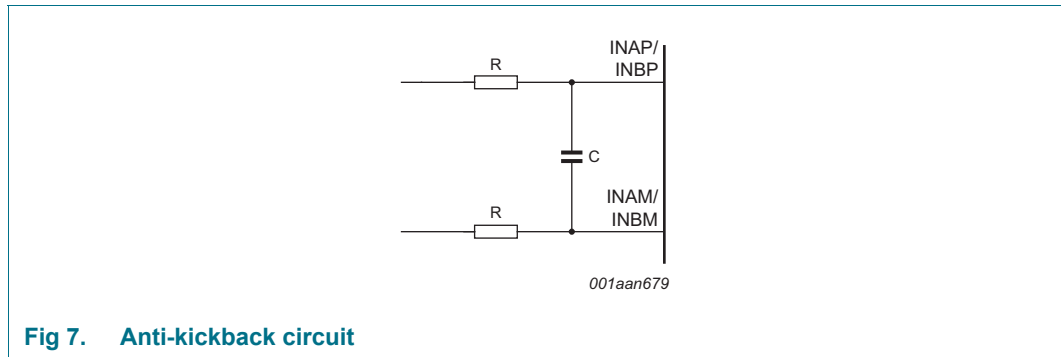 INAP/
INBP
R
C
INAM/
INBM
R
001aan679
Fig 7. Anti-kickback circuit